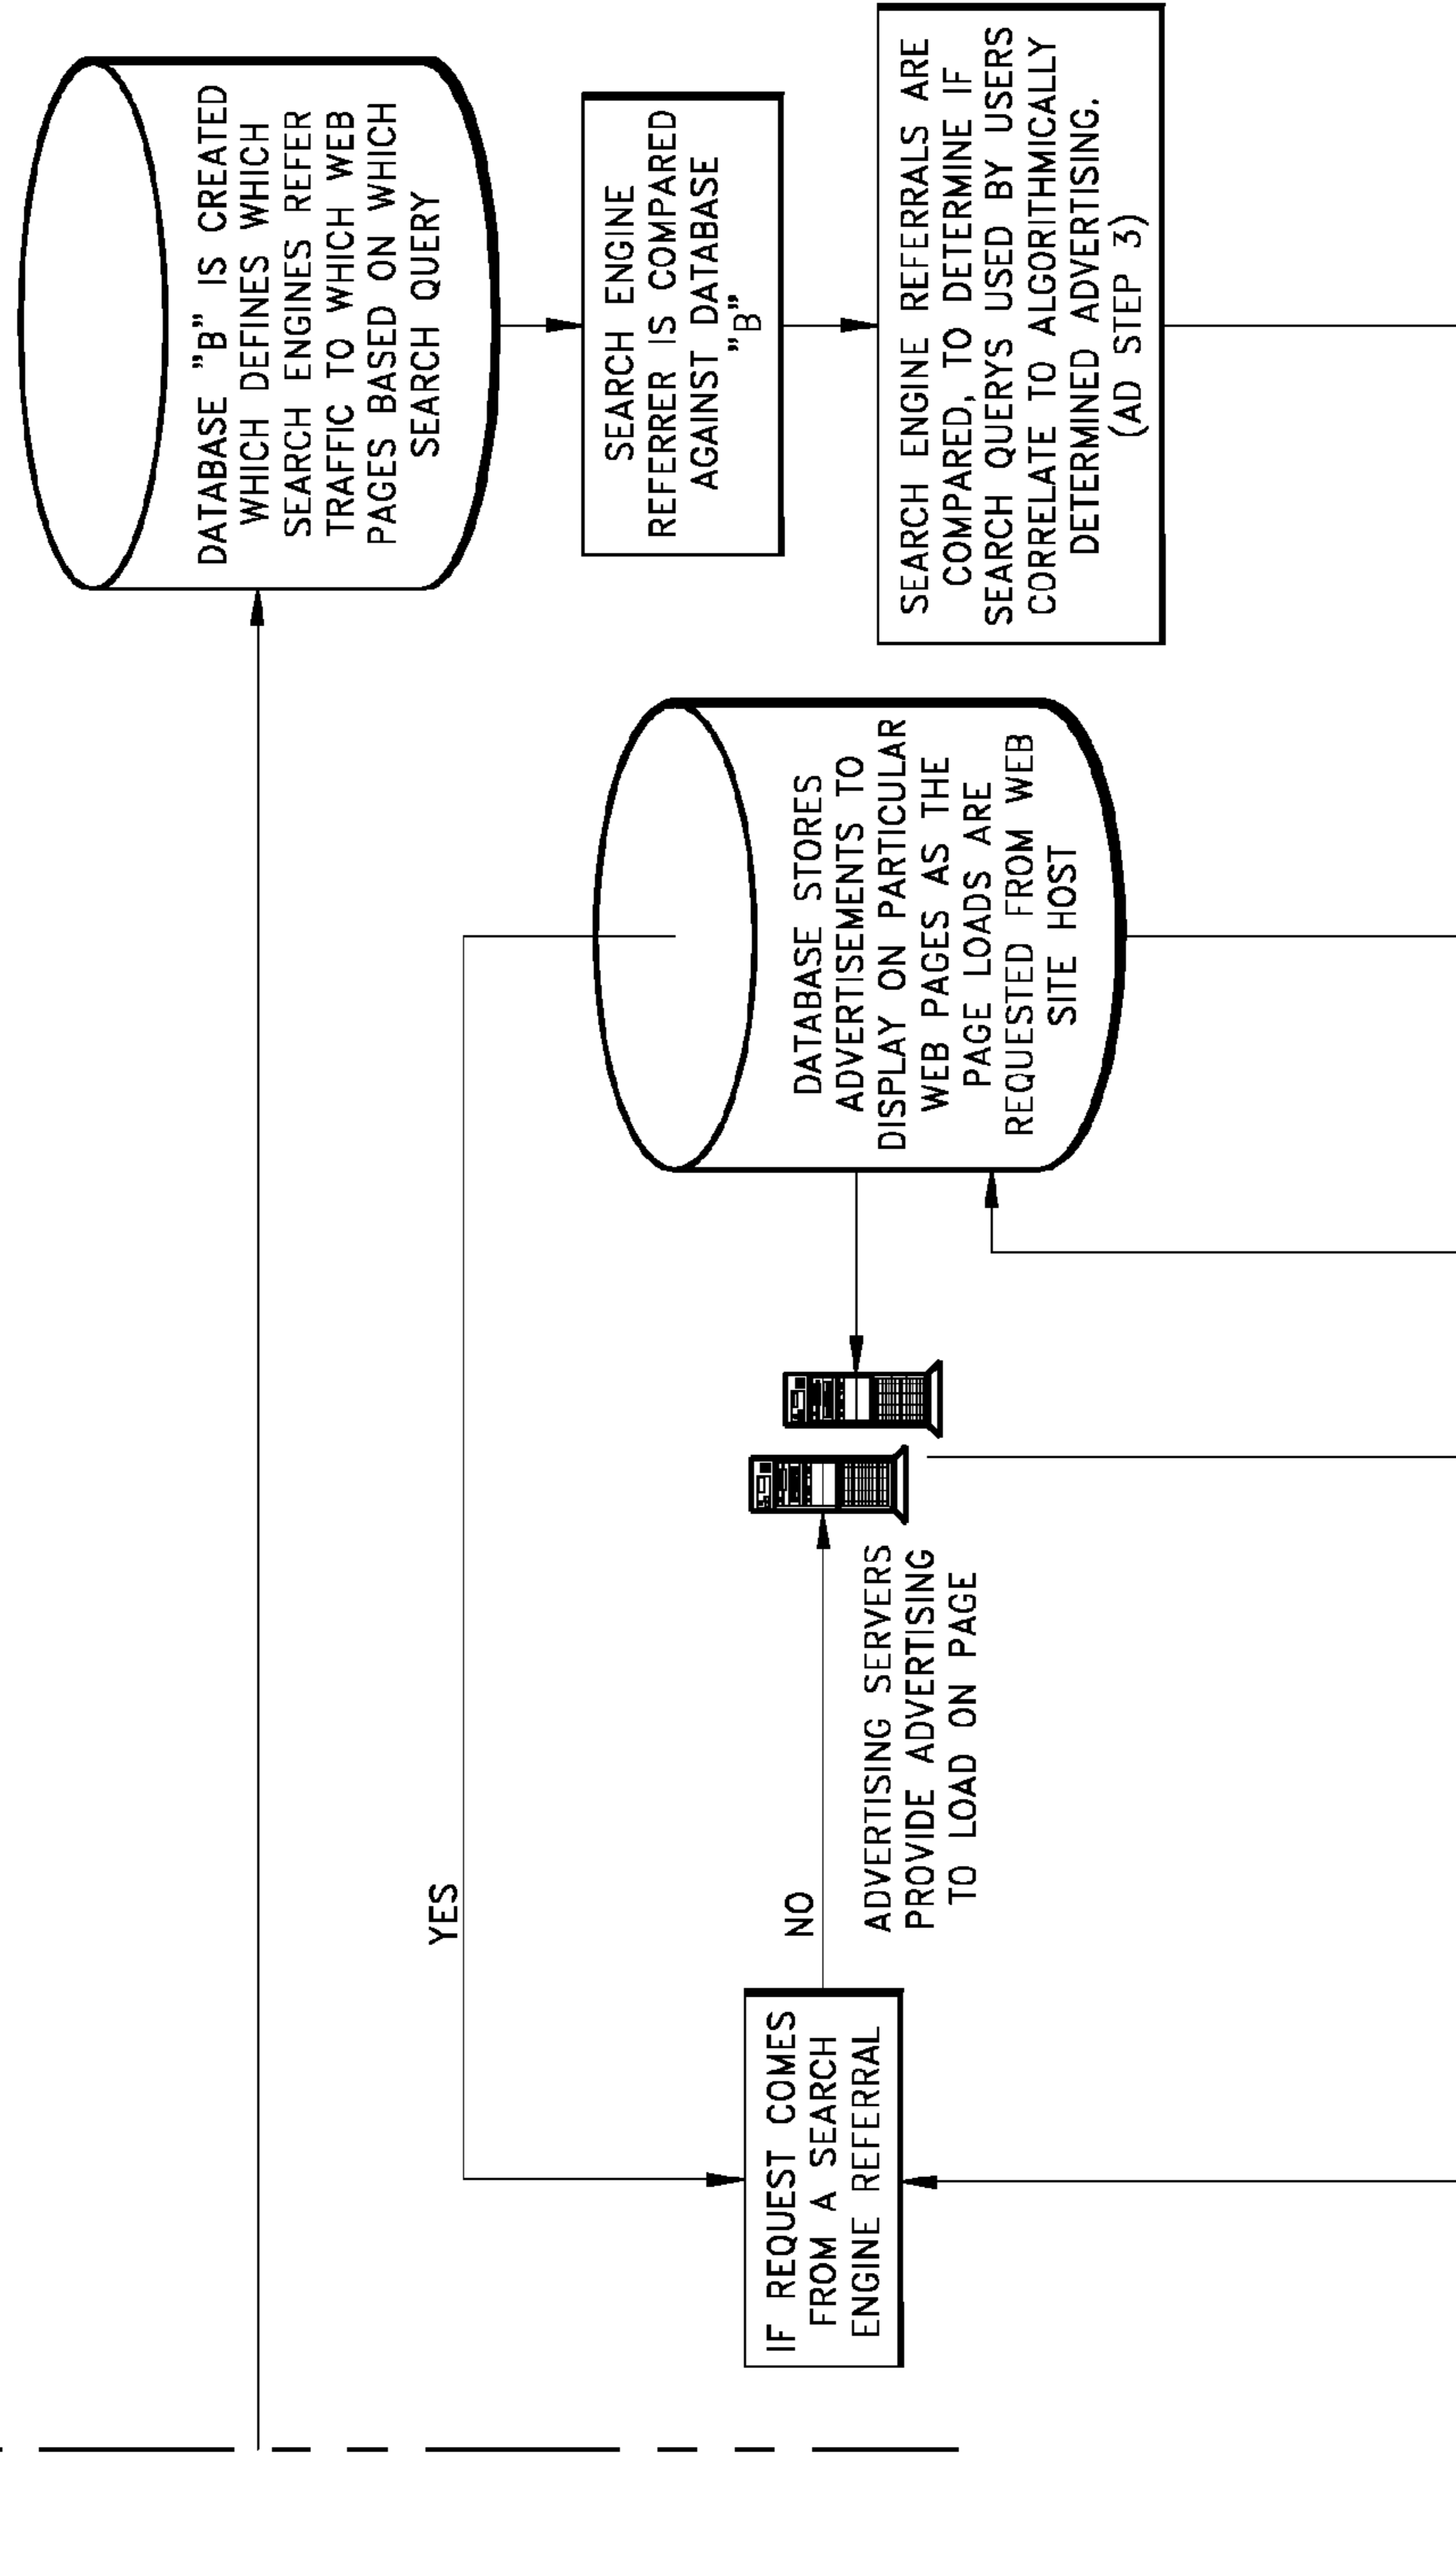 DATABASE "B" IS CREATED
WHICH DEFINES WHICH
SEARCH ENGINES REFER
TRAFFIC TO WHICH WEB
PAGES BASED ON WHICH
SEARCH QUERY
SEARCH ENGINE
REFERRER IS COMPARED
AGAINST DATABASE
"B"
SEARCH ENGINE REFERRALS ARE
COMPARED, TO DETERMINE IF
SEARCH QUERYS USED BY USERS
CORRELATE TO ALGORITHMICALLY
DETERMINED ADVERTISING.
(AD STEP 3)
DATABASE STORES
ADVERTISEMENTS TO
DISPLAY ON PARTICULAR
WEB PAGES AS THE
PAGE LOADS ARE
REQUESTED FROM WEB
SITE HOST
YES
NO
ADVERTISING SERVERS
PROVIDE ADVERTISING
TO LOAD ON PAGE
IF REQUEST COMES
FROM A SEARCH
ENGINE REFERRAL